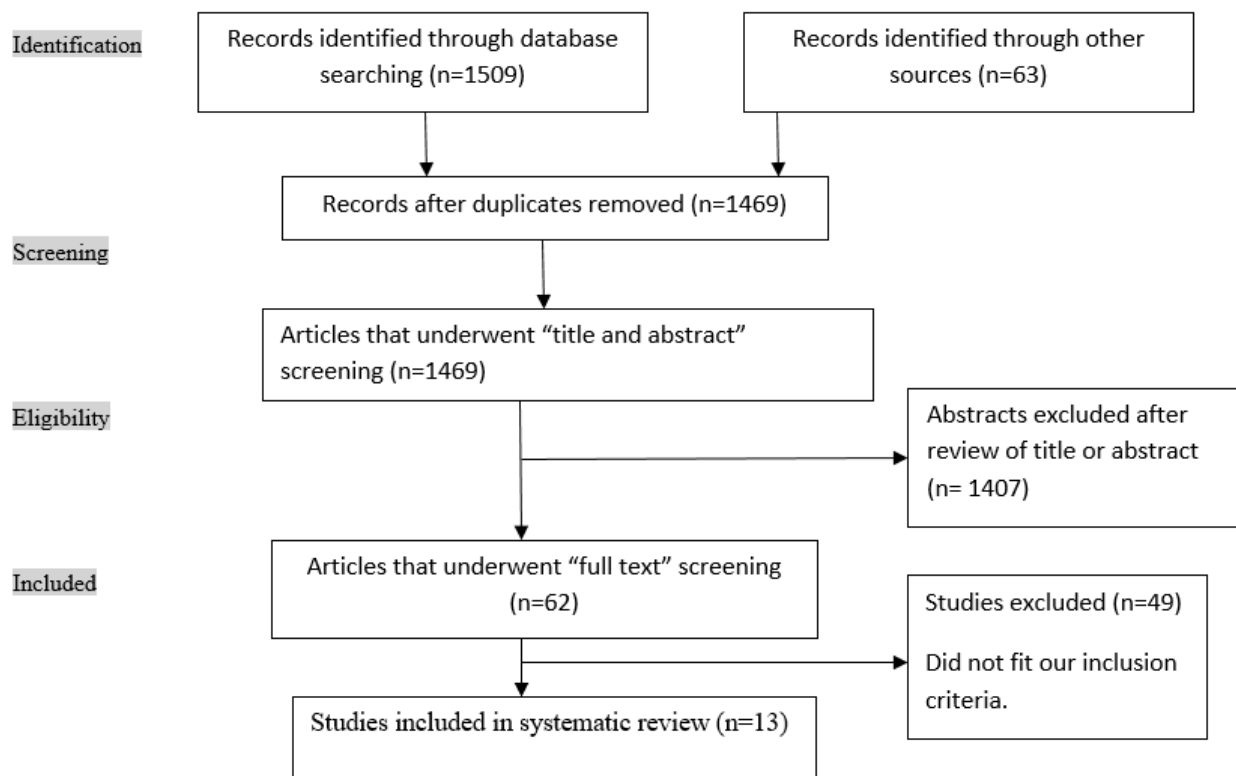 Identification
Records identified through database
searching (n=1509)
Records identified through other
sources (n=63)
Records after duplicates removed (n=1469)
Screening
Articles that underwent “title and abstract”
screening (n=1469)
Eligibility
Abstracts excluded after
review of title or abstract
(n= 1407)
Articles that underwent “full text” screening
(n=62)
Included
Studies excluded (n=49)
Did not fit our inclusion
criteria.
Studies included in systematic review (n=13)